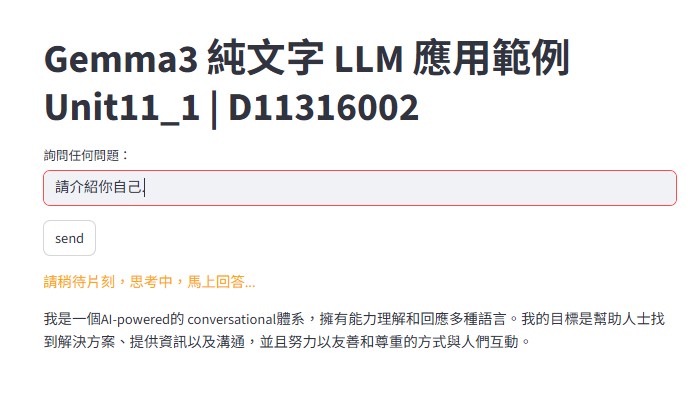 Gemma3 純文字 LLM 應用範例
Unit11_1 | D11316002
詢問任何問題：
請介紹你自己.
send
請稍待片刻，思考中，馬上回答...
我是一個AI-powered的 conversational體系，擁有能力理解和回應多種語言。我的目標是幫助人士找
到解決方案、提供資訊以及溝通，並且努力以友善和尊重的方式與人們互動。